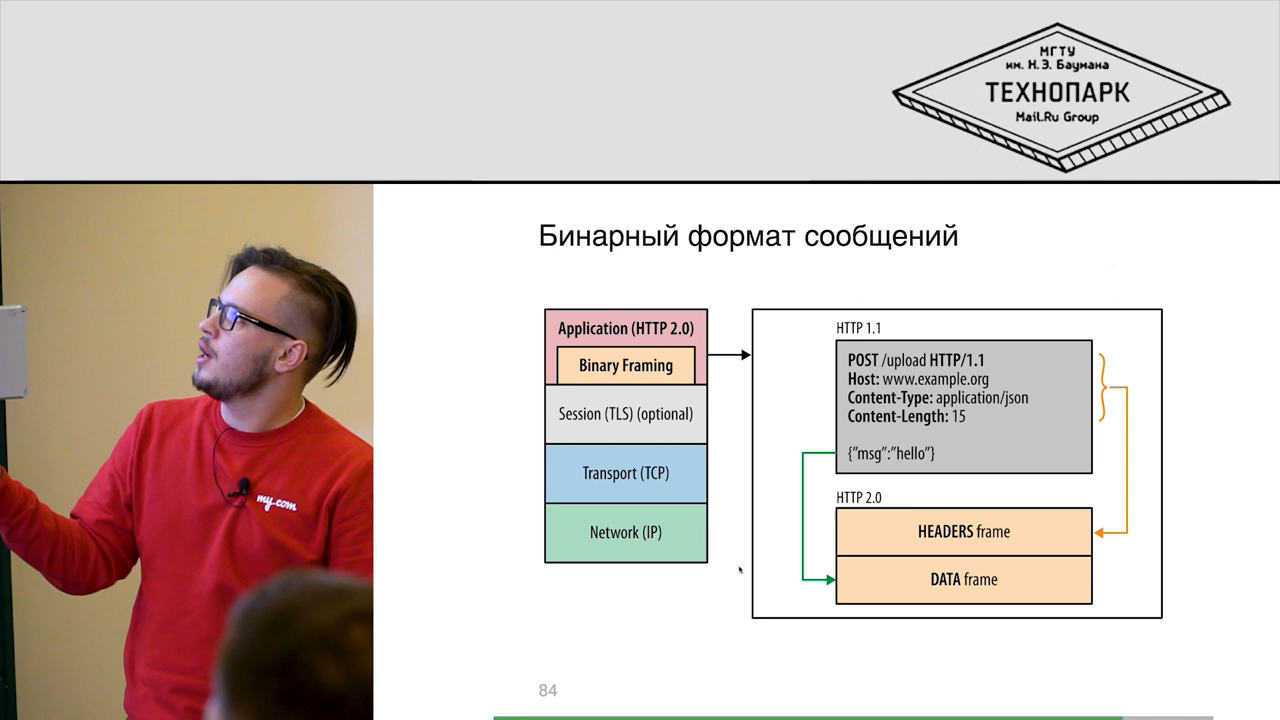 МГТУ
им. Н.Э. Баумана
ТЕХНОПАРК
Mail.Ru Group
Бинарный формат сообщений
Application (HTTP 2.0)
Binary Framing
Session (TLS) (optional)
Transport (TCP)
Network (IP)
HTTP 1.1
POST /upload HTTP/1.1
Host: www.example.org
Content-Type: application/json
Content-Length: 15
{"msg":"hello"}
HTTP 2.0
HEADERS frame
DATA frame
my.com
84